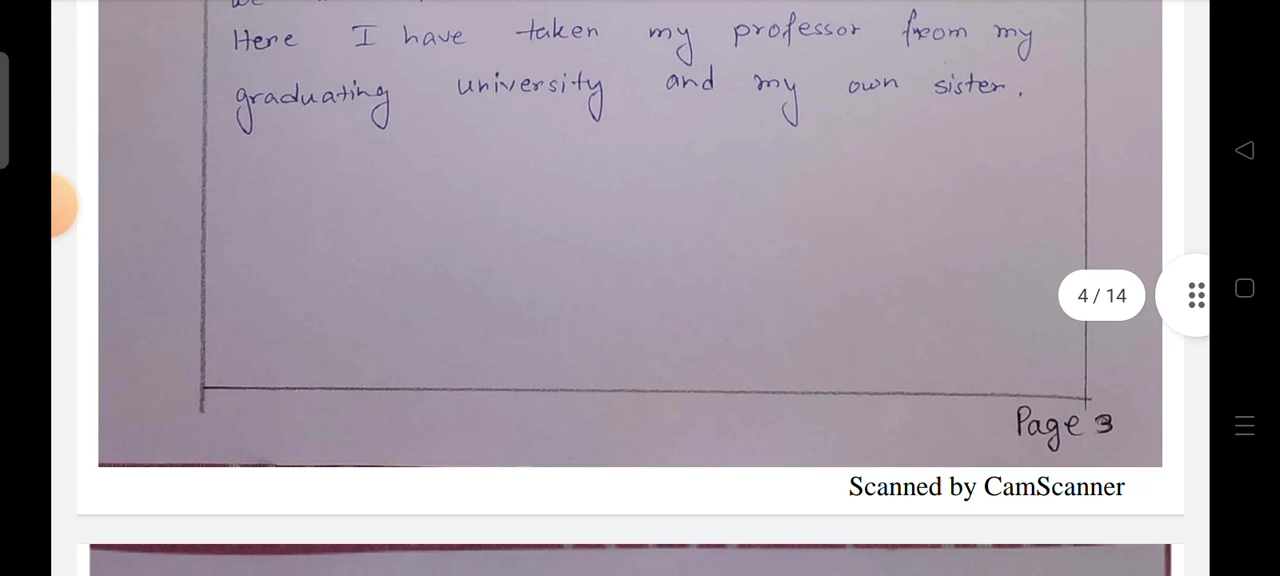 Here I have taken my professor from my
graduating university and my own sister.
4 / 14
Page 3
Scanned by CamScanner